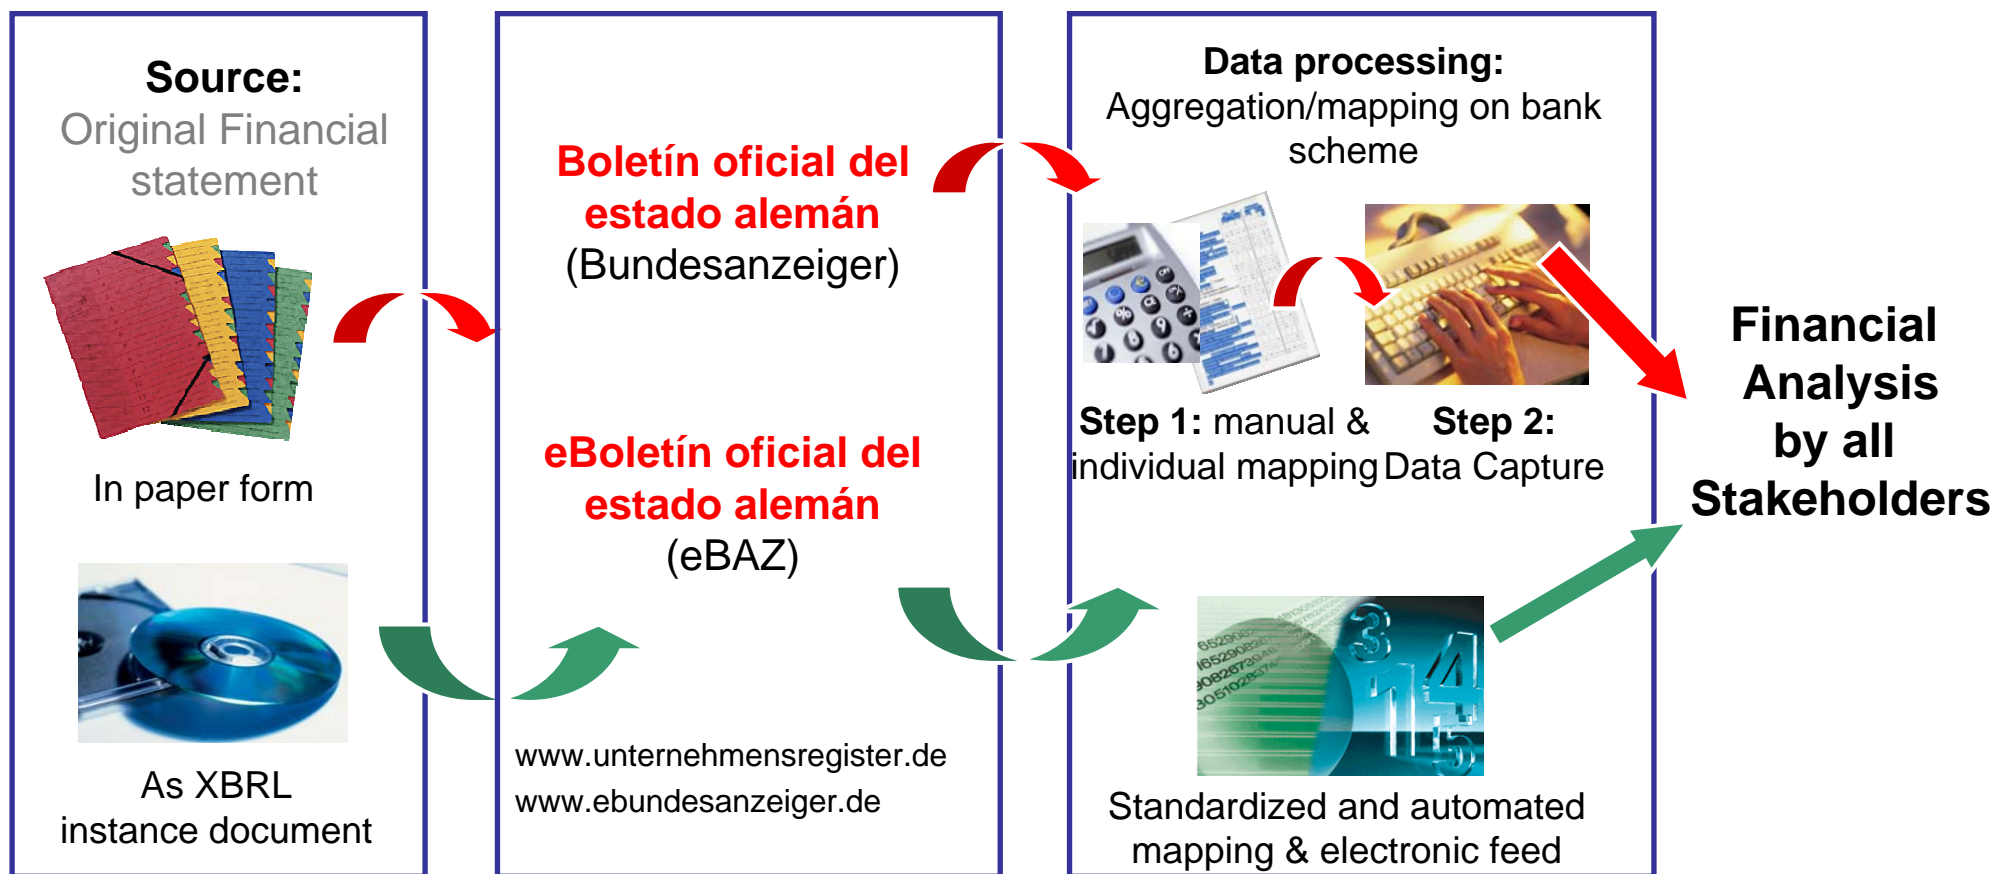 Source:
Original Financial
statement
In paper form
As XBRL
instance document
Boletín oficial del
estado alemán
(Bundesanzeiger)
eBoletín oficial del
estado alemán
(eBAZ)
www.unternehmensregister.de
www.ebundesanzeiger.de
Data processing:
Aggregation/mapping on bank
scheme
Step 1: manual &
individual mapping
Step 2:
Data Capture
Standardized and automated
mapping & electronic feed
Financial
Analysis
by all
Stakeholders